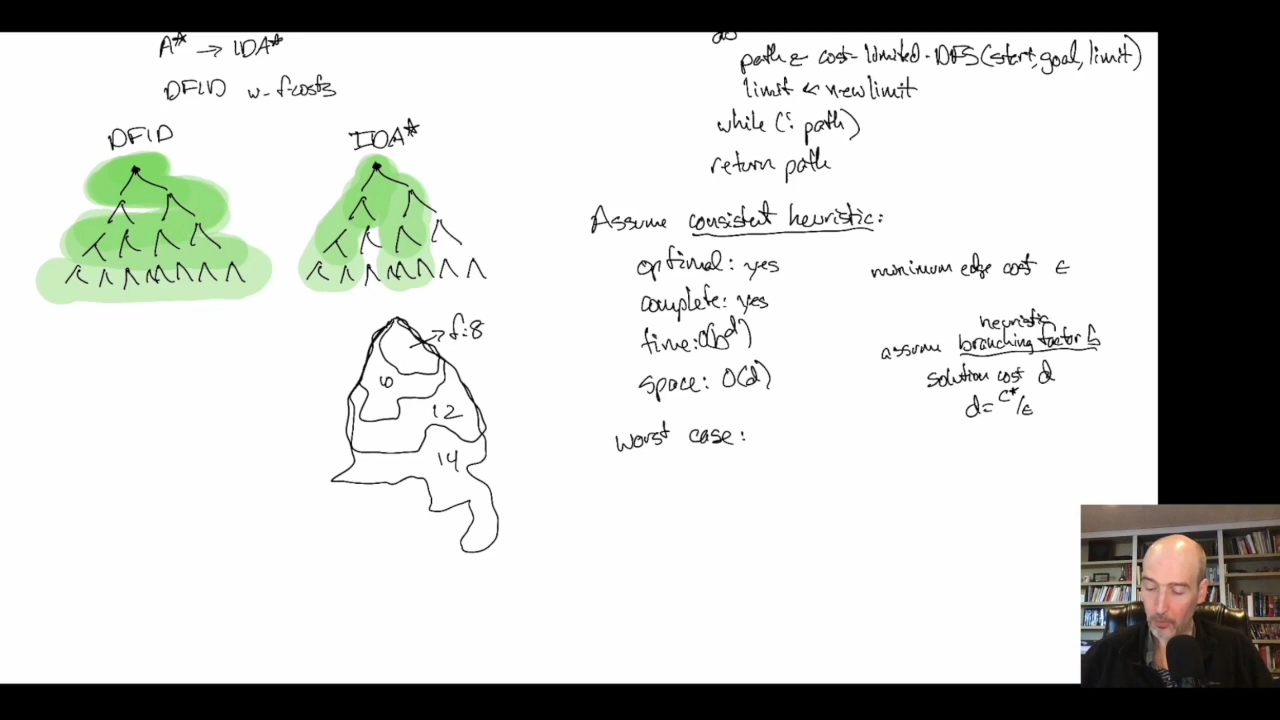 A* → IDA*
DFID w- f-costs
DFID
IDA*
f:8
10
12
14
do
path ← cost-limited-DFS(start, goal, limit)
limit ← newlimit
while (! path)
return path
Assume consistent heuristic:
optimal: yes
complete: yes
time: O(b^d)
space: O(d)
worst case:
minimum edge cost ε
heuristic
assume branching factor b
solution cost d
d = C*/ε